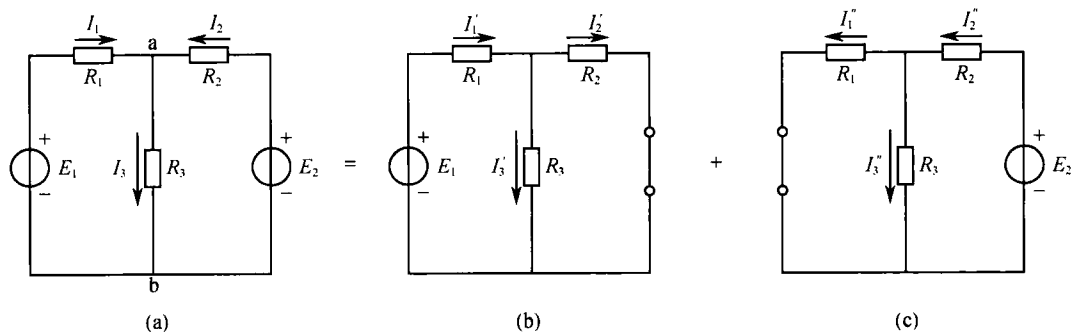 I₁ I₂ a R₁ R₂ + E₁ − I₃ R₃ + E₂ − b (a)
=
I₁′ I₂′ R₁ R₂ + E₁ − I₃′ R₃ (b)
+
I₁″ I₂″ R₁ R₂ I₃″ R₃ + E₂ − (c)